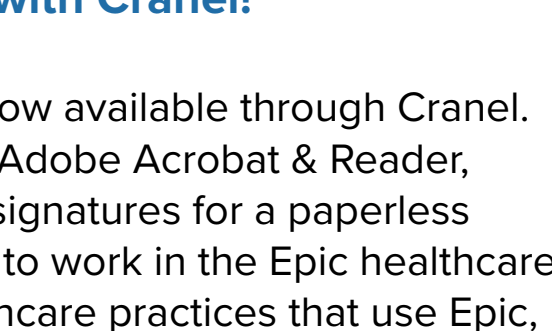 with Cranel!
ow available through Cranel.
Adobe Acrobat & Reader,
signatures for a paperless
to work in the Epic healthcare
hcare practices that use Epic,